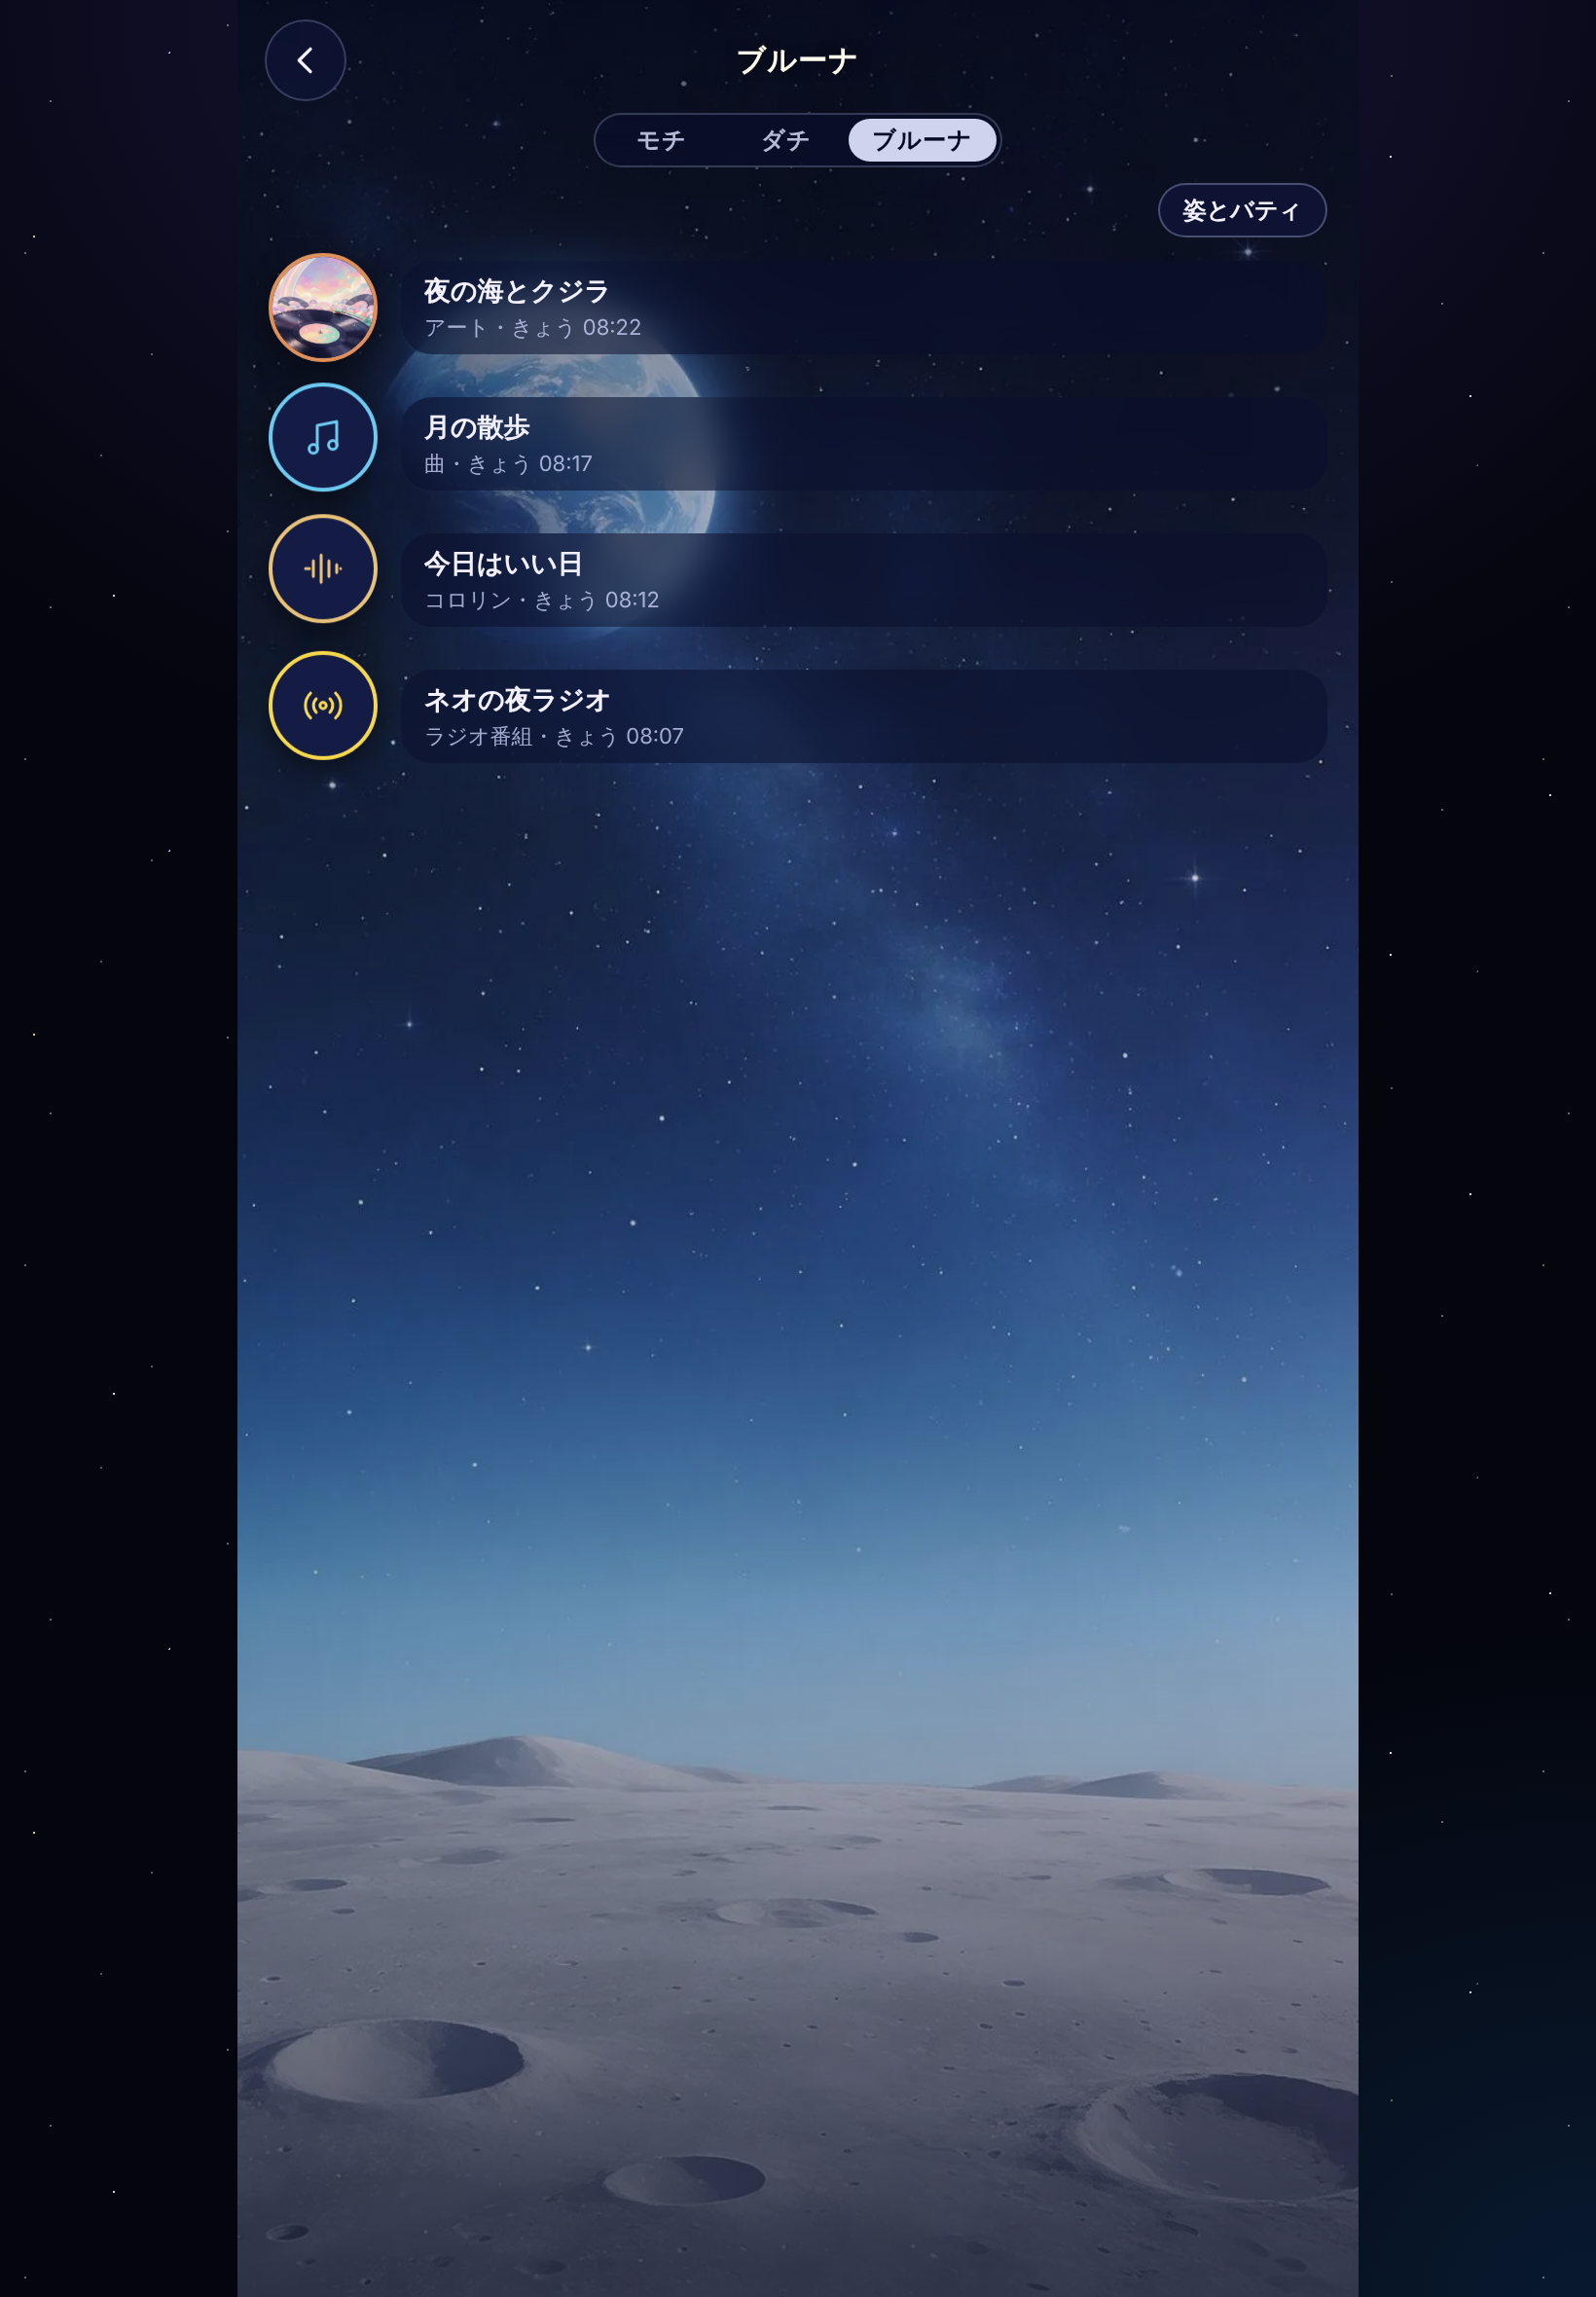 ブルーナ
モチ ダチ ブルーナ
姿とバティ
夜の海とクジラ
アート・きょう 08:22
月の散歩
曲・きょう 08:17
今日はいい日
コロリン・きょう 08:12
ネオの夜ラジオ
ラジオ番組・きょう 08:07